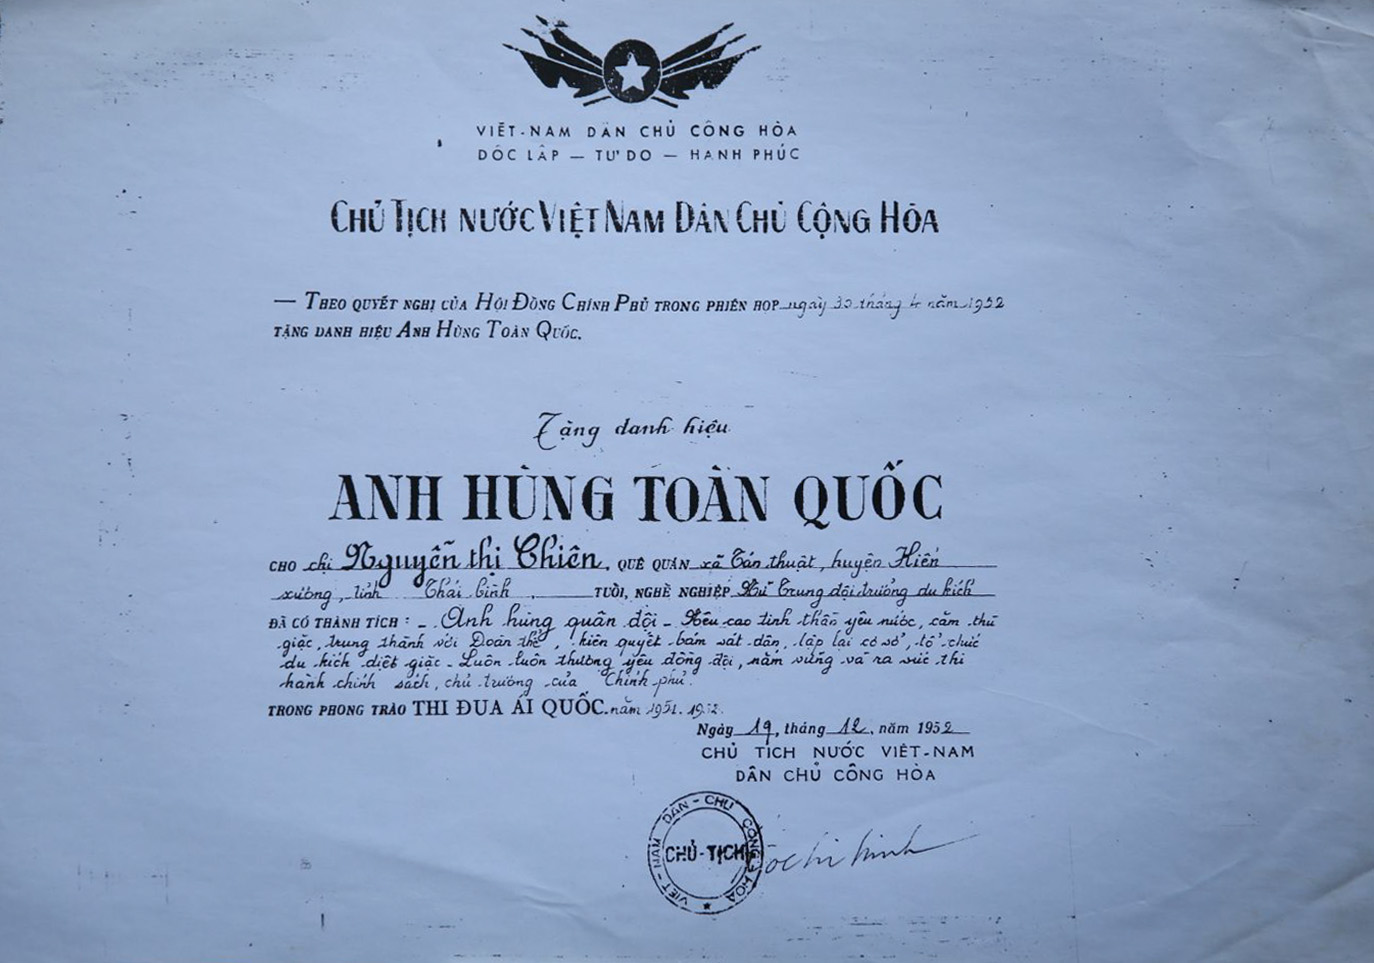 VIỆT-NAM DÂN CHỦ CỘNG HÒA
ĐỘC LẬP — TỰ DO — HẠNH PHÚC
CHỦ TỊCH NƯỚC VIỆT NAM DÂN CHỦ CỘNG HÒA
— THEO QUYẾT NGHỊ CỦA HỘI ĐỒNG CHÍNH PHỦ TRONG PHIÊN HỌP ngày 30 tháng 4 năm 1952
TẶNG DANH HIỆU ANH HÙNG TOÀN QUỐC.
Tặng danh hiệu
ANH HÙNG TOÀN QUỐC
CHO chị Nguyễn thị Chiên, QUÊ QUÁN xã Tán thuật, huyện Kiến
xương, tỉnh Thái bình, TUỔI, NGHỀ NGHIỆP Trung đội trưởng du kích
ĐÃ CÓ THÀNH TÍCH : - Anh hùng quân đội - Nêu cao tinh thần yêu nước, căm thù
giặc, trung thành với Đoàn thể, kiên quyết bám sát dân, lập lại cơ sở, tổ chức
du kích diệt giặc - Luôn luôn thương yêu đồng đội, nắm vững và ra sức thi
hành chính sách, chủ trương của Chính phủ.
TRONG PHONG TRÀO THI ĐUA ÁI QUỐC. năm 1951. 1952.
Ngày 19, tháng 12, năm 1952
CHỦ TỊCH NƯỚC VIỆT-NAM
DÂN CHỦ CỘNG HÒA
VIỆT-NAM DÂN-CHỦ CỘNG HÒA
CHỦ-TỊCH
Hồ chí minh